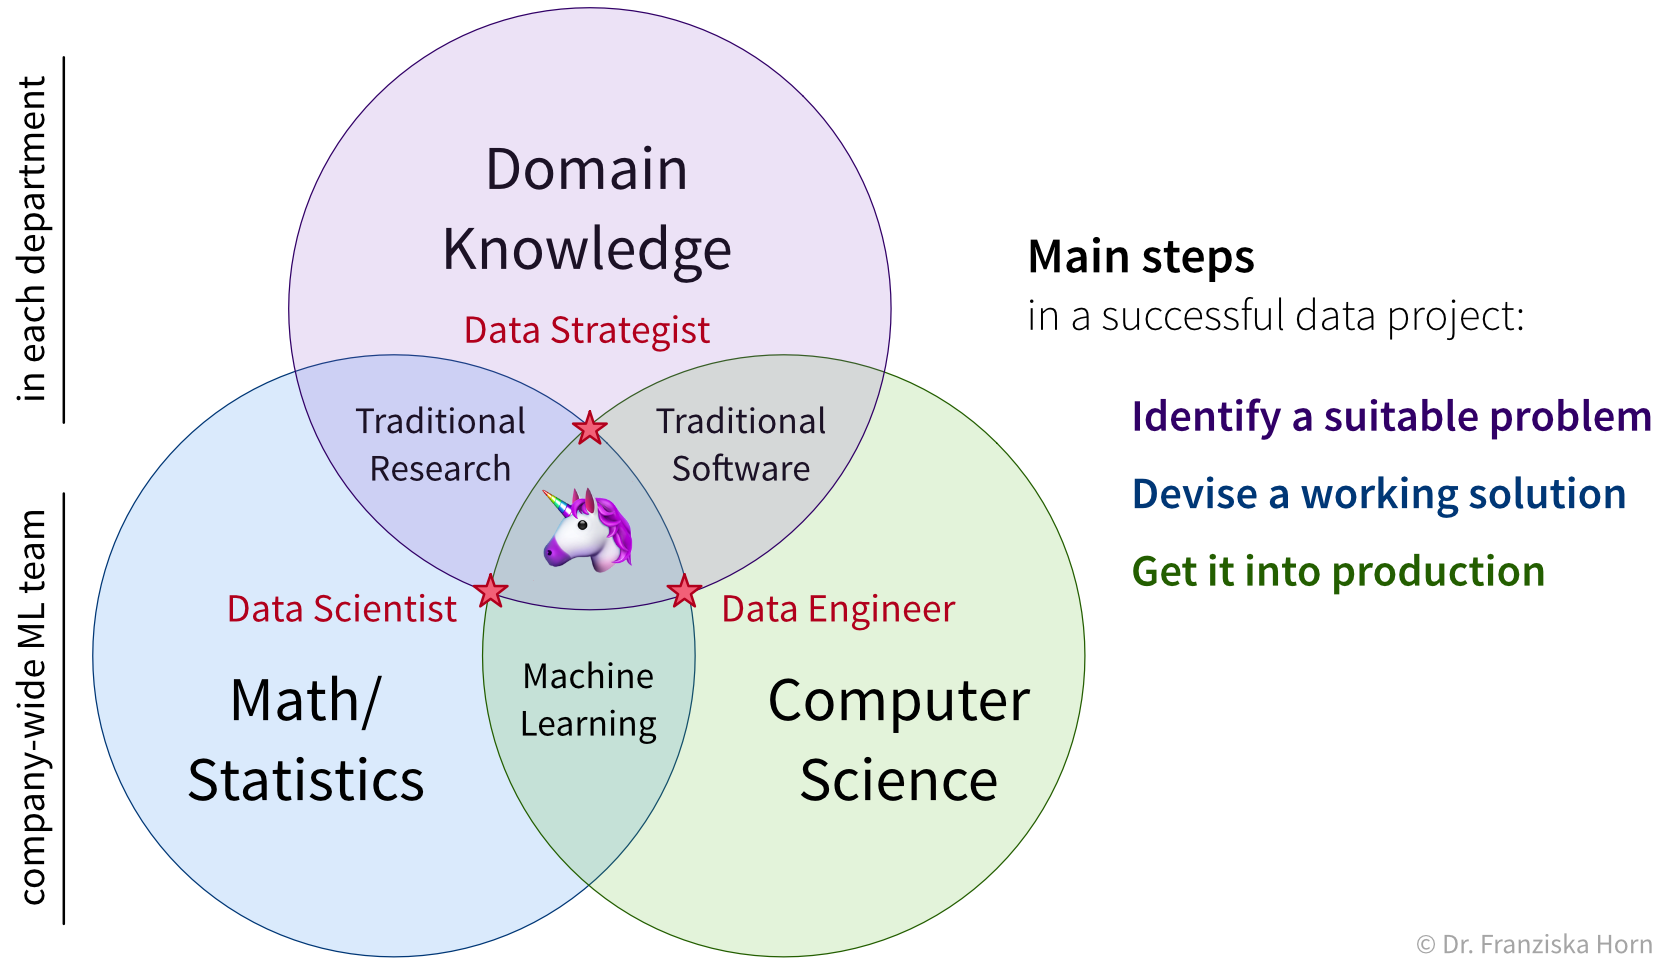 in each department
company-wide ML team
Domain
Knowledge
Data Strategist
Traditional
Research
Traditional
Software
Data Scientist
Data Engineer
Math/
Statistics
Machine
Learning
Computer
Science
Main steps
in a successful data project:
Identify a suitable problem
Devise a working solution
Get it into production
© Dr. Franziska Horn